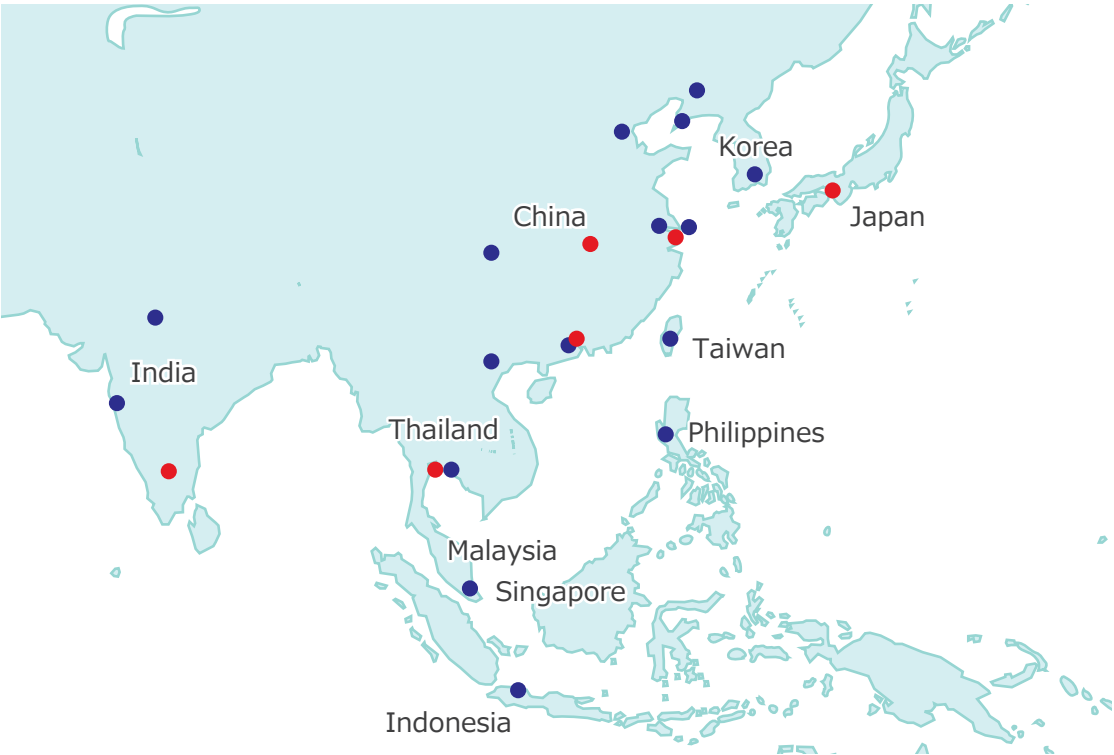 Korea
China
Japan
Taiwan
India
Thailand
Philippines
Malaysia
Singapore
Indonesia